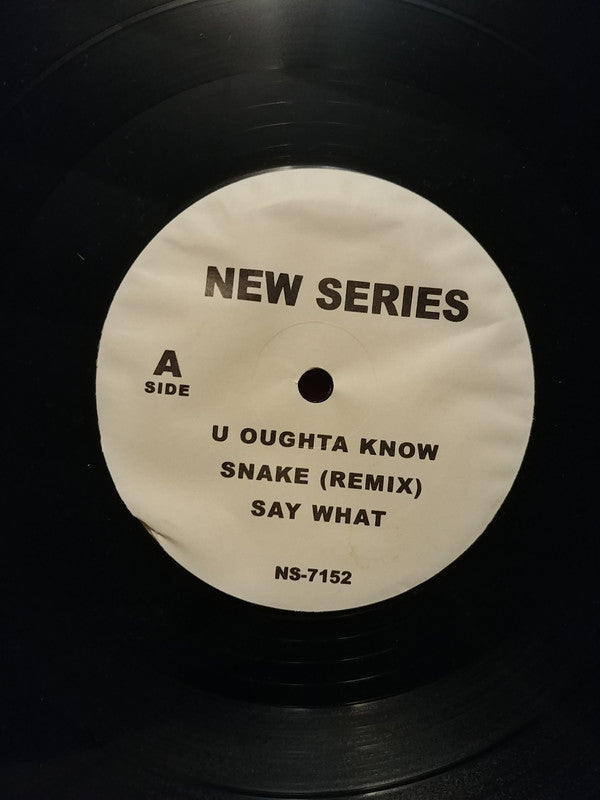 NEW SERIES
A
SIDE
U OUGHTA KNOW
SNAKE (REMIX)
SAY WHAT
NS-7152